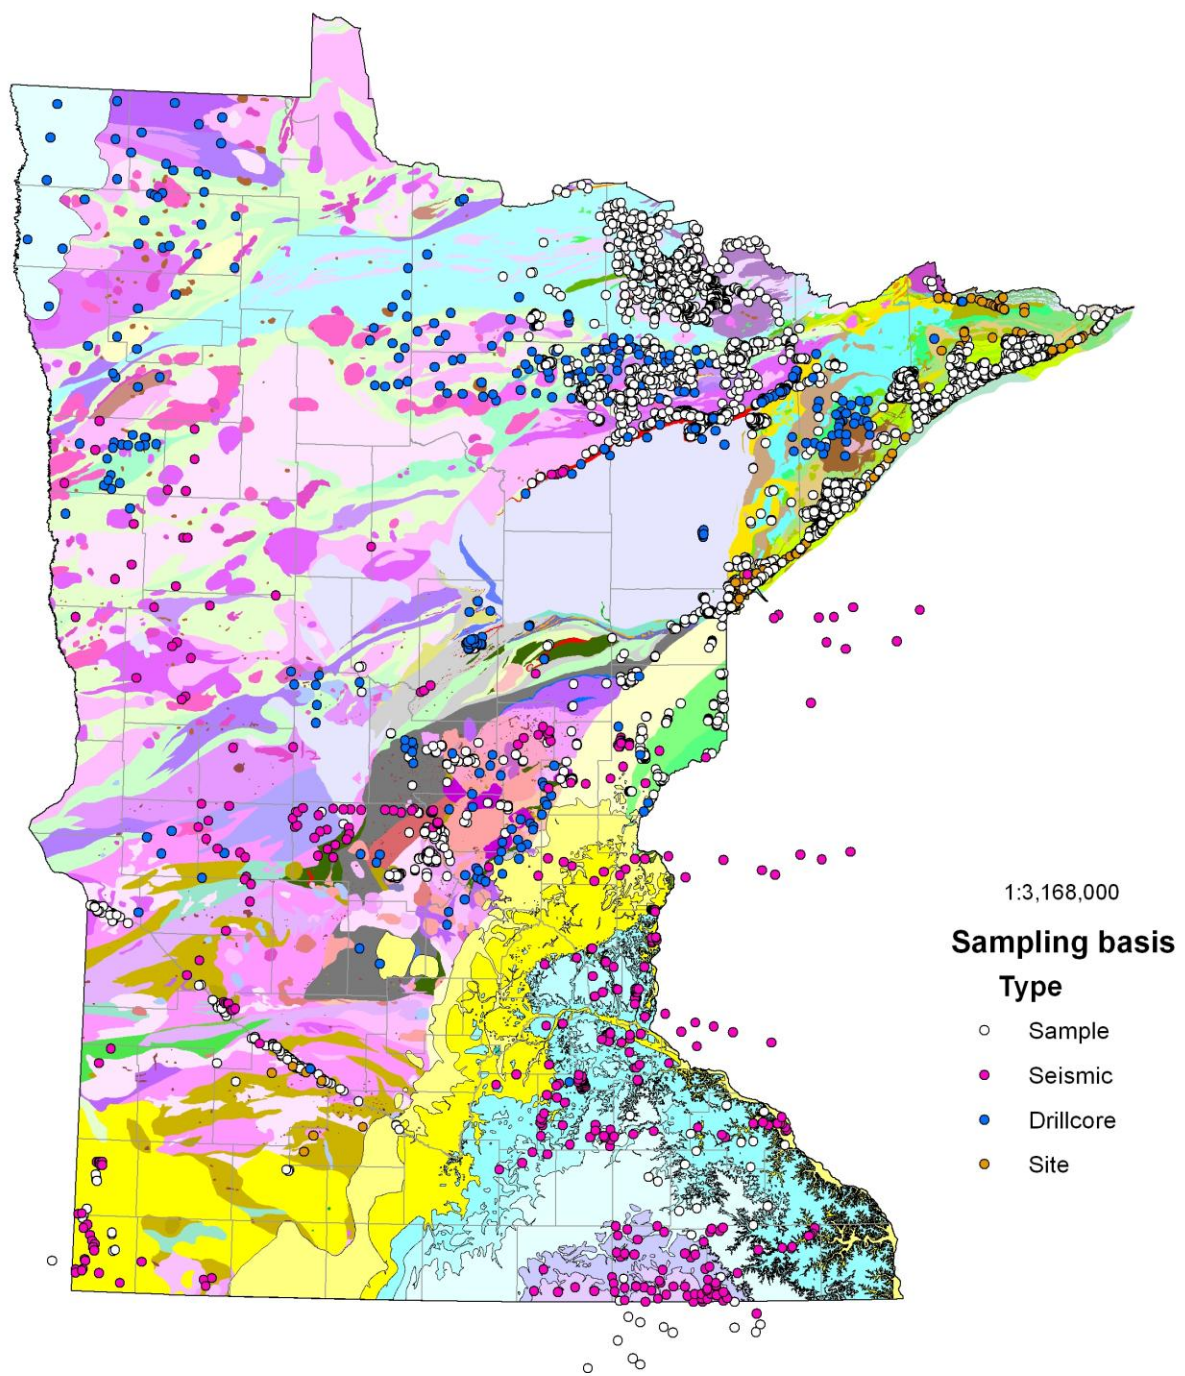 1:3,168,000
Sampling basis
Type
Sample
Seismic
Drillcore
Site